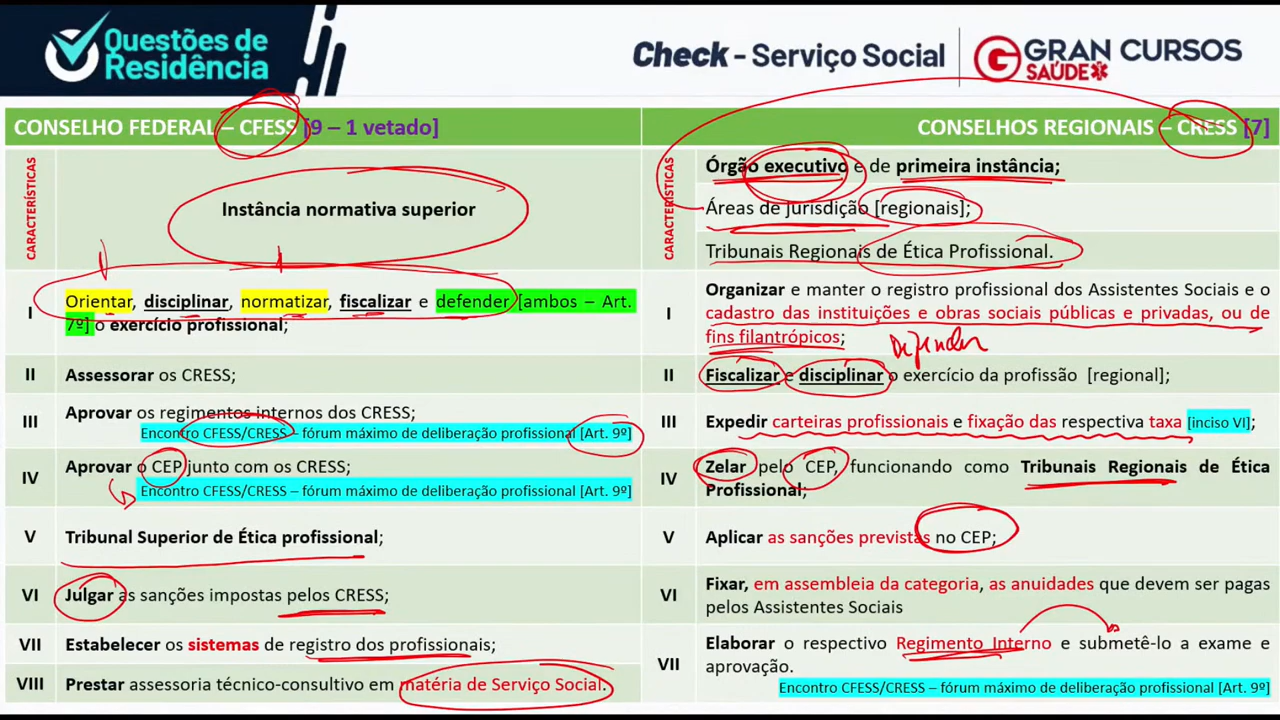 Questões de
Residência
Check - Serviço Social
GRAN CURSOS
SAÚDE
CONSELHO FEDERAL – CFESS [9 – 1 vetado]
CONSELHOS REGIONAIS – CRESS [7]
CARACTERÍSTICAS
Instância normativa superior
CARACTERÍSTICAS
Órgão executivo e de primeira instância;
Áreas de Jurisdição [regionais];
Tribunais Regionais de Ética Profissional.
I
Orientar, disciplinar, normatizar, fiscalizar e defender [ambos – Art.
7º] o exercício profissional;
I
Organizar e manter o registro profissional dos Assistentes Sociais e o
cadastro das instituições e obras sociais públicas e privadas, ou de
fins filantrópicos;
Defender
II
Assessorar os CRESS;
II
Fiscalizar e disciplinar o exercício da profissão [regional];
III
Aprovar os regimentos internos dos CRESS;
Encontro CFESS/CRESS – fórum máximo de deliberação profissional [Art. 9º]
III
Expedir carteiras profissionais e fixação das respectiva taxa [inciso VI];
IV
Aprovar o CEP junto com os CRESS;
Encontro CFESS/CRESS – fórum máximo de deliberação profissional [Art. 9º]
IV
Zelar pelo CEP, funcionando como Tribunais Regionais de Ética
Profissional;
V
Tribunal Superior de Ética profissional;
V
Aplicar as sanções previstas no CEP;
VI
Julgar as sanções impostas pelos CRESS;
VI
Fixar, em assembleia da categoria, as anuidades que devem ser pagas
pelos Assistentes Sociais
VII
Estabelecer os sistemas de registro dos profissionais;
VIII
Prestar assessoria técnico-consultivo em matéria de Serviço Social.
VII
Elaborar o respectivo Regimento Interno e submetê-lo a exame e
aprovação.
Encontro CFESS/CRESS – fórum máximo de deliberação profissional [Art. 9º]